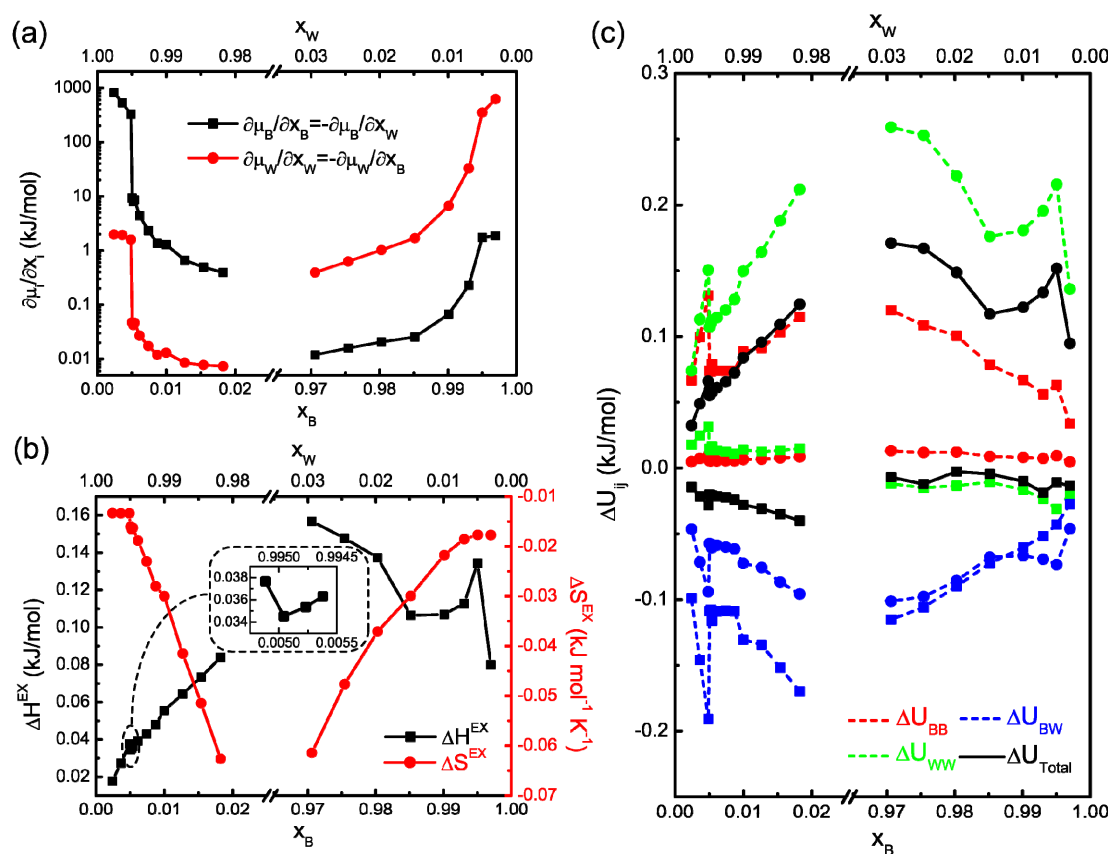 (a)
x_W
1.00 0.99 0.98 0.03 0.02 0.01 0.00
1000
100
10
1
0.1
0.01
∂μ_i/∂x_i (kJ/mol)
∂μ_B/∂x_B=-∂μ_B/∂x_W
∂μ_W/∂x_W=-∂μ_W/∂x_B
0.00 0.01 0.02 0.97 0.98 0.99 1.00
x_B
(b)
x_W
1.00 0.99 0.98 0.03 0.02 0.01 0.00
0.16
0.14
0.12
0.10
0.08
0.06
0.04
0.02
ΔH^EX (kJ/mol)
0.9950 0.9945
0.038
0.036
0.034
0.0050 0.0055
ΔH^EX
ΔS^EX
-0.01
-0.02
-0.03
-0.04
-0.05
-0.06
-0.07
ΔS^EX (kJ mol^-1 K^-1)
0.00 0.01 0.02 0.97 0.98 0.99 1.00
x_B
(c)
x_W
1.00 0.99 0.98 0.03 0.02 0.01 0.00
0.3
0.2
0.1
0.0
-0.1
-0.2
ΔU_ij (kJ/mol)
ΔU_BB ΔU_BW
ΔU_WW ΔU_Total
0.00 0.01 0.02 0.97 0.98 0.99 1.00
x_B